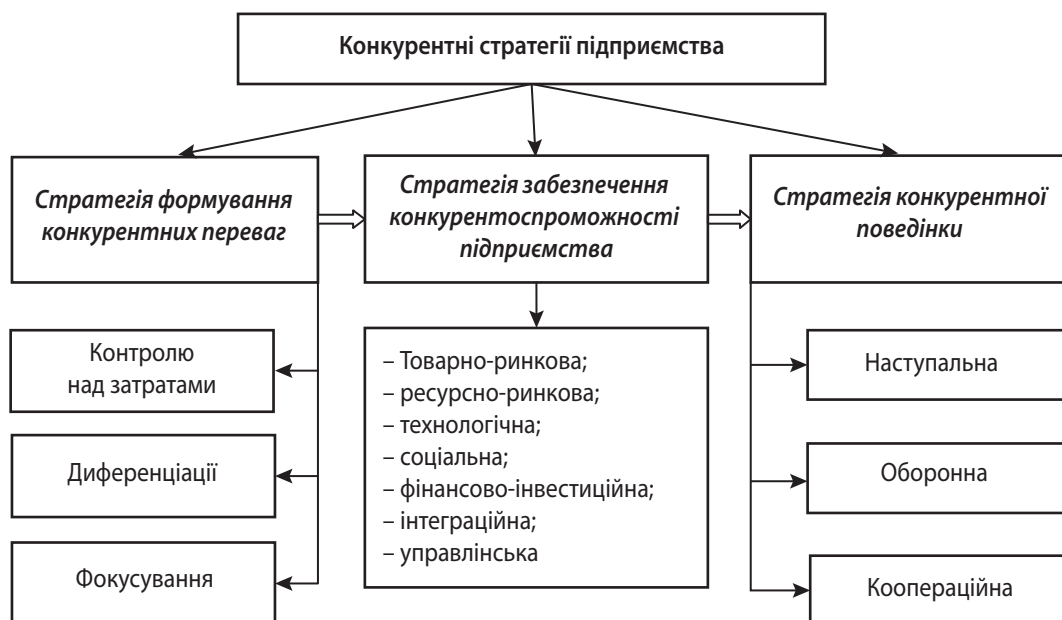 Конкурентні стратегії підприємства
Стратегія формування
конкурентних переваг
Стратегія забезпечення
конкурентоспроможності
підприємства
Стратегія конкурентної
поведінки
Контролю
над затратами
Диференціації
Фокусування
– Товарно-ринкова;
– ресурсно-ринкова;
– технологічна;
– соціальна;
– фінансово-інвестиційна;
– інтеграційна;
– управлінська
Наступальна
Оборонна
Коопераційна